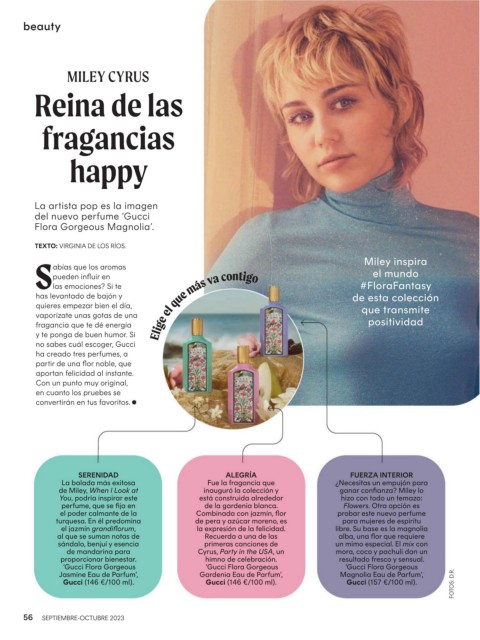 beauty
MILEY CYRUS
Reina de las
fragancias
happy
La artista pop es la imagen
del nuevo perfume ‘Gucci
Flora Gorgeous Magnolia’.
TEXTO: VIRGINIA DE LOS RÍOS.
Sabías que los aromas
pueden influir en
las emociones? Si te
has levantado de bajón y
quieres empezar bien el día,
vaporízate unas gotas de una
fragancia que te dé energía
y te ponga de buen humor. Si
no sabes cuál escoger, Gucci
ha creado tres perfumes, a
partir de una flor noble, que
aportan felicidad al instante.
Con un punto muy original,
en cuanto los pruebes se
convertirán en tus favoritos.
Elige el que más va contigo
Miley inspira
el mundo
#FloraFantasy
de esta colección
que transmite
positividad
SERENIDAD
La balada más exitosa
de Miley, When I Look at
You, podría inspirar este
perfume, que se fija en
el poder calmante de la
turquesa. En él predomina
el jazmín grandiflorum,
al que se suman notas de
sándalo, benjuí y esencia
de mandarina para
proporcionar bienestar.
‘Gucci Flora Gorgeous
Jasmine Eau de Parfum’,
Gucci (146 €/100 ml).
ALEGRÍA
Fue la fragancia que
inauguró la colección y
está construida alrededor
de la gardenia blanca.
Combinado con jazmín, flor
de pera y azúcar moreno, es
la expresión de la felicidad.
Recuerda a una de las
primeras canciones de
Cyrus, Party in the USA, un
himno de celebración.
‘Gucci Flora Gorgeous
Gardenia Eau de Parfum’,
Gucci (146 €/100 ml).
FUERZA INTERIOR
¿Necesitas un empujón para
ganar confianza? Miley lo
hizo con todo un temazo:
Flowers. Otra opción es
probar este nuevo perfume
para mujeres de espíritu
libre. Su base es la magnolia
alba, una flor que requiere
un mimo especial. El mix con
mora, coco y pachuli dan un
resultado fresco y sensual.
‘Gucci Flora Gorgeous
Magnolia Eau de Parfum’,
Gucci (157 €/100 ml).
FOTOS: D.R.
56 SEPTIEMBRE-OCTUBRE 2023